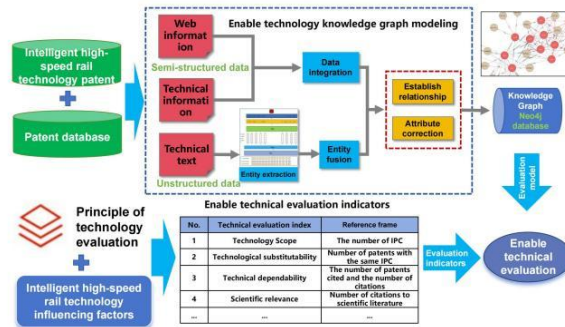 Intelligent high-
speed rail
technology patent
Patent database
Enable technology knowledge graph modeling
Web
informat
ion
Semi-structured data
Technical
informati
on
Technical
text
Unstructured data
Entity extraction
Data
integration
Entity
fusion
Establish
relationship
Attribute
correction
Knowledge
Graph
Neo4j
database
Evaluation
model
Principle of
technology
evaluation
Intelligent high-speed
rail technology
influencing factors
Enable technical evaluation indicators
No. Technical evaluation index Reference frame
1 Technology Scope The number of IPC
2 Technological substitutability Number of patents with
the same IPC
3 Technical dependability The number of patents
cited and the number of
citations
4 Scientific relevance Number of citations to
scientific literature
... ... ...
Evaluation
indicators
Enable
technical
evaluation